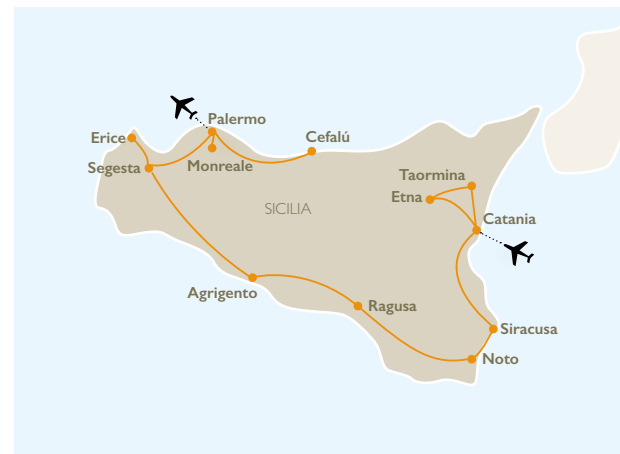 Palermo
Erice
Cefalú
Monreale
Segesta
Taormina
Etna
SICILIA
Catania
Agrigento
Ragusa
Siracusa
Noto